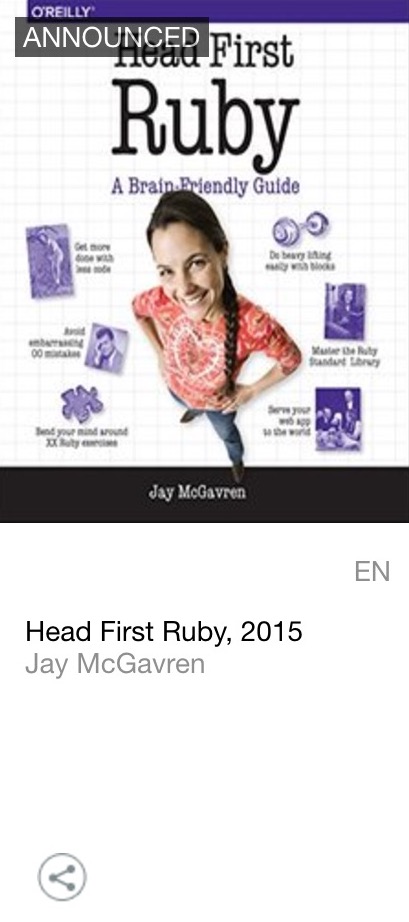 O'REILLY'
ANNOUNCED
Head First
Ruby
A Brain-Friendly Guide
Get more
done with
less code
Do heavy lifting
easily with blocks
Avoid
embarrassing
OO mistakes
Master the Ruby
Standard Library
Serve your
web app
to the world
Bend your mind around
XX Ruby exercises
Jay McGavren
EN
Head First Ruby, 2015
Jay McGavren